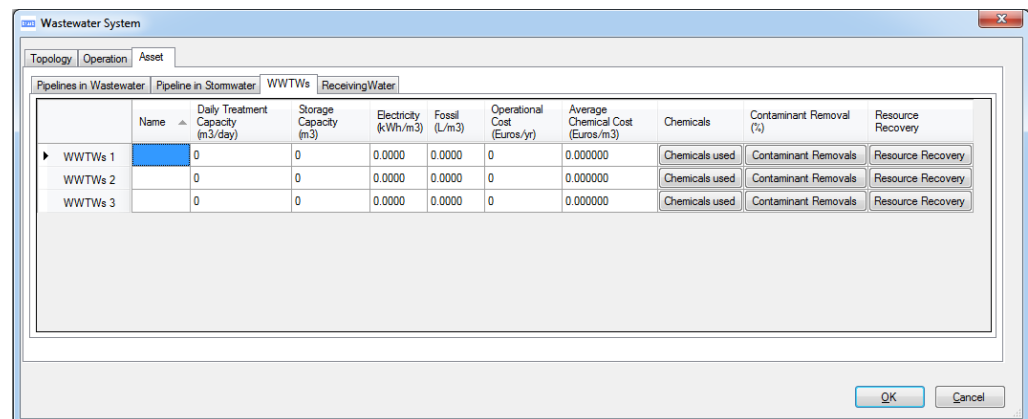 Wastewater System
Topology Operation Asset
Pipelines in Wastewater Pipeline in Stormwater WWTWs ReceivingWater
Name Daily Treatment Capacity (m3/day) Storage Capacity (m3) Electricity (kWh/m3) Fossil (L/m3) Operational Cost (Euros/yr) Average Chemical Cost (Euros/m3) Chemicals Contaminant Removal (%) Resource Recovery
WWTWs 1 0 0 0.0000 0.0000 0 0.000000 Chemicals used Contaminant Removals Resource Recovery
WWTWs 2 0 0 0.0000 0.0000 0 0.000000 Chemicals used Contaminant Removals Resource Recovery
WWTWs 3 0 0 0.0000 0.0000 0 0.000000 Chemicals used Contaminant Removals Resource Recovery
OK Cancel